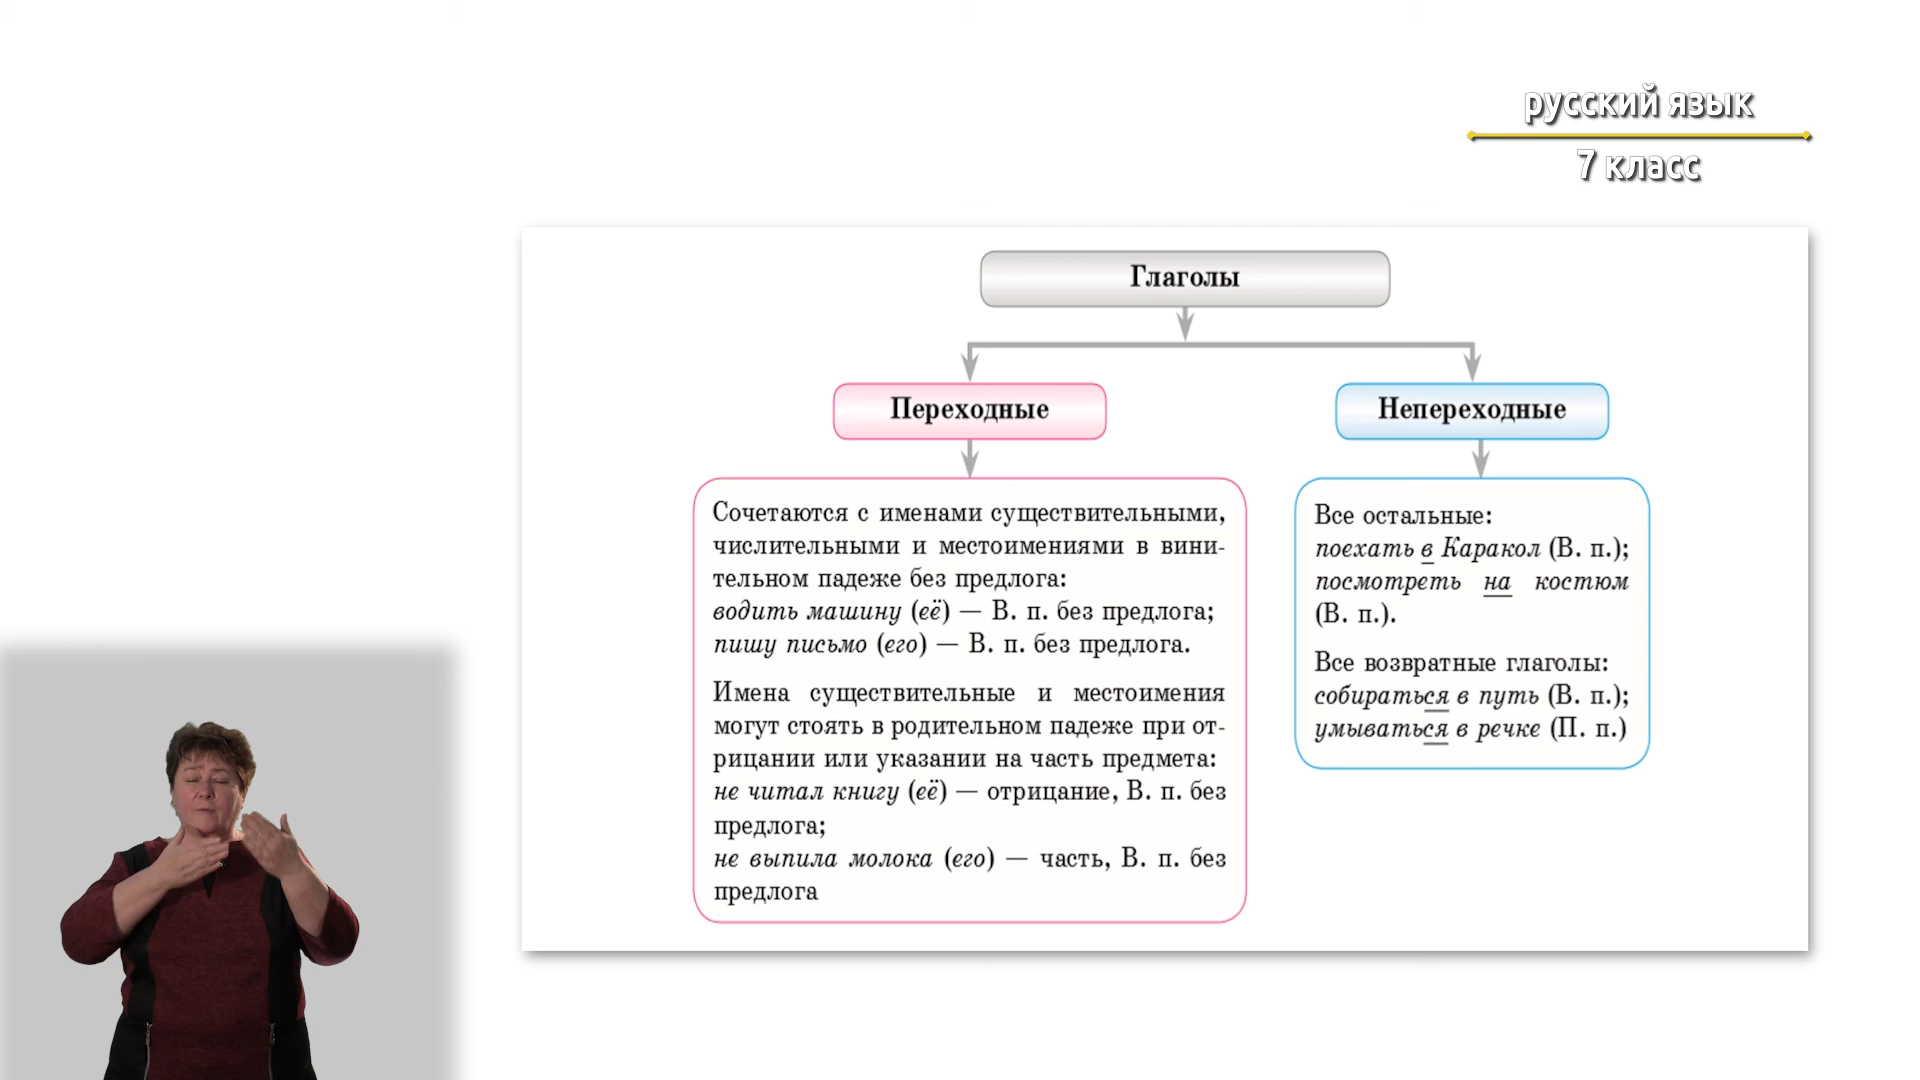 русский язык
7 класс
Глаголы
Переходные
Непереходные
Сочетаются с именами существительными,
числительными и местоимениями в вини-
тельном падеже без предлога:
водить машину (её) — В. п. без предлога;
пишу письмо (его) — В. п. без предлога.
Имена существительные и местоимения
могут стоять в родительном падеже при от-
рицании или указании на часть предмета:
не читал книгу (её) — отрицание, В. п. без
предлога;
не выпила молока (его) — часть, В. п. без
предлога
Все остальные:
поехать в Каракол (В. п.);
посмотреть на костюм
(В. п.).
Все возвратные глаголы:
собираться в путь (В. п.);
умываться в речке (П. п.)